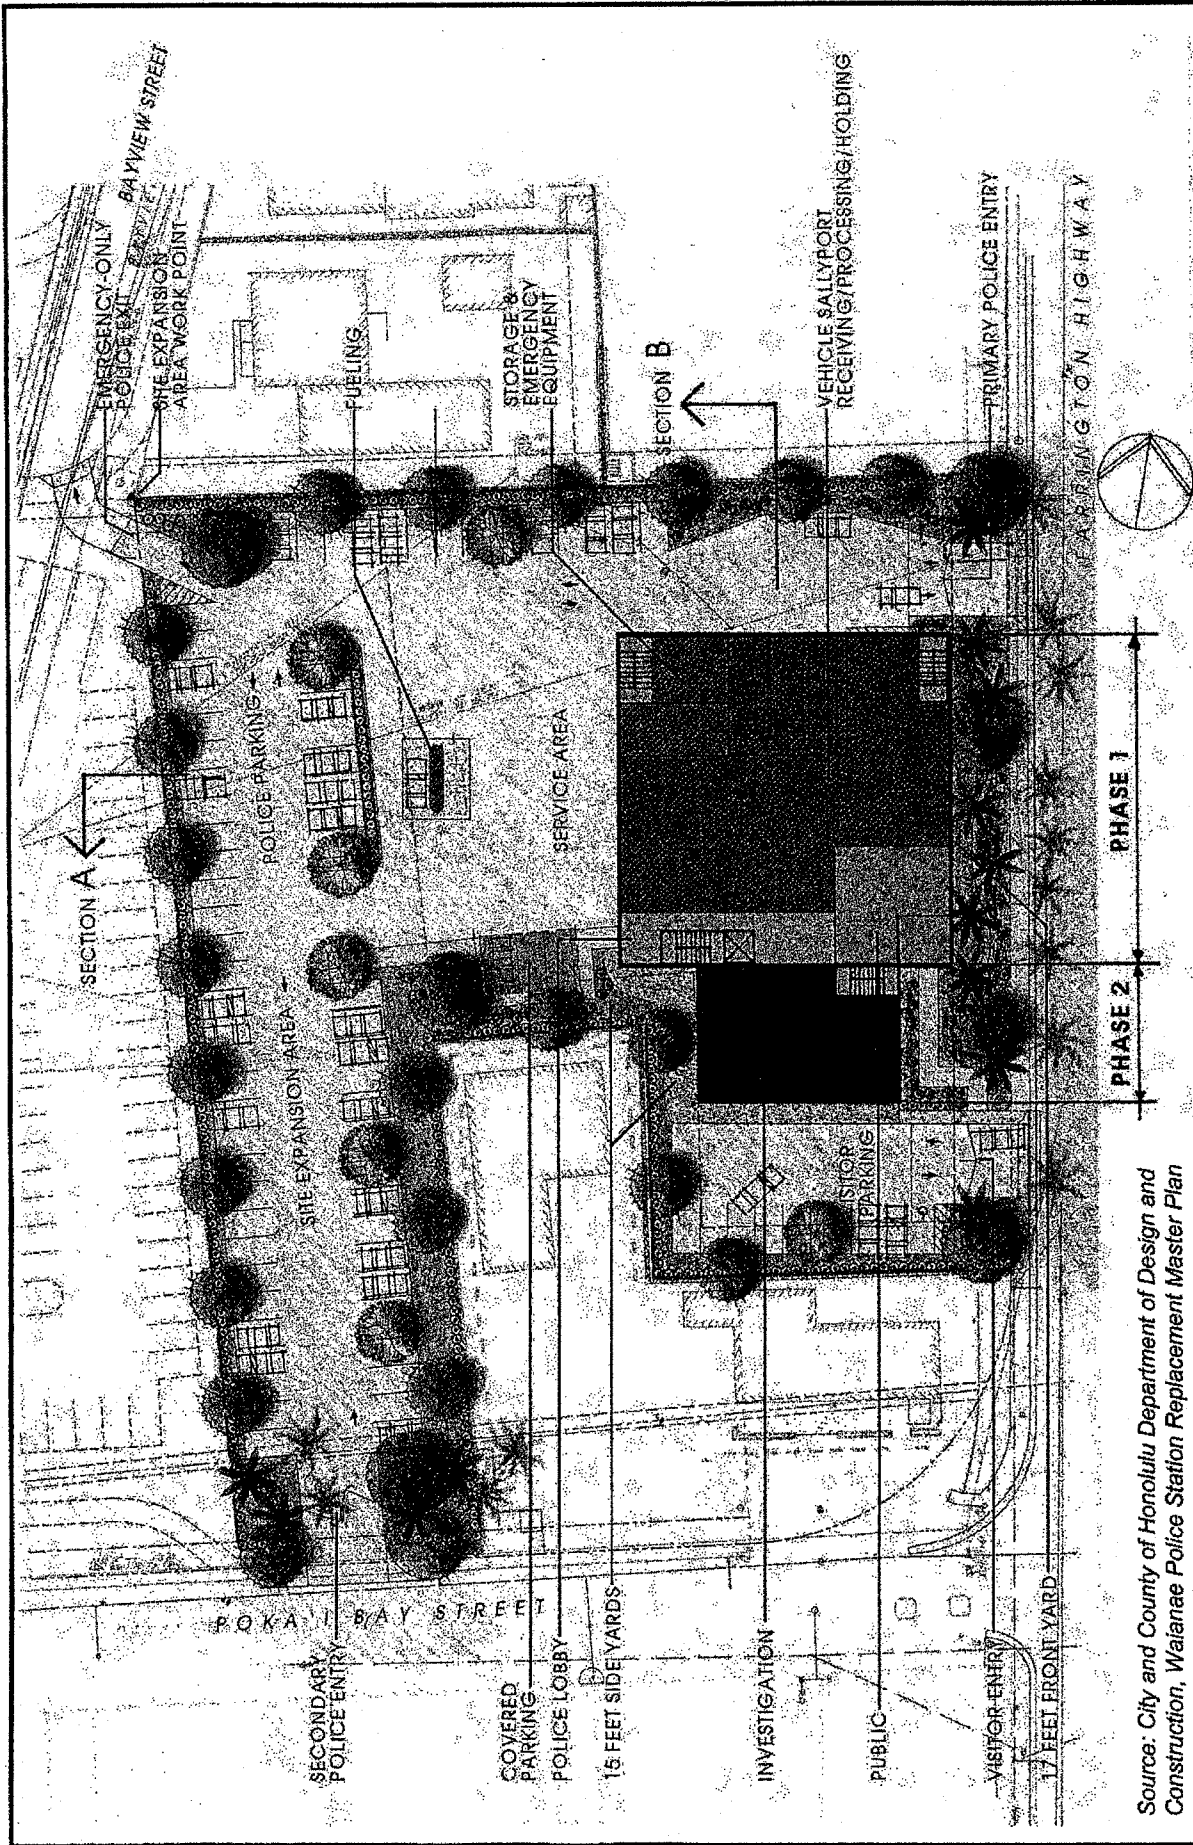 BAYVIEW STREET
EMERGENCY-ONLY
POLICE EXIT
SITE EXPANSION
AREA WORK POINT
FUELING
STORAGE &
EMERGENCY
EQUIPMENT
SECTION B
VEHICLE SALLYPORT
RECEIVING/PROCESSING/HOLDING
PRIMARY POLICE ENTRY
FARRINGTON HIGHWAY
SECTION A
POLICE PARKING
SERVICE AREA
SITE EXPANSION AREA
VISITOR
PARKING
PHASE 1
PHASE 2
POKA'I BAY STREET
SECONDARY
POLICE ENTRY
COVERED
PARKING
POLICE LOBBY
15 FEET SIDE YARDS
INVESTIGATION
PUBLIC
VISITOR ENTRY
17 FEET FRONT YARD
Source: City and County of Honolulu Department of Design and
Construction, Waianae Police Station Replacement Master Plan